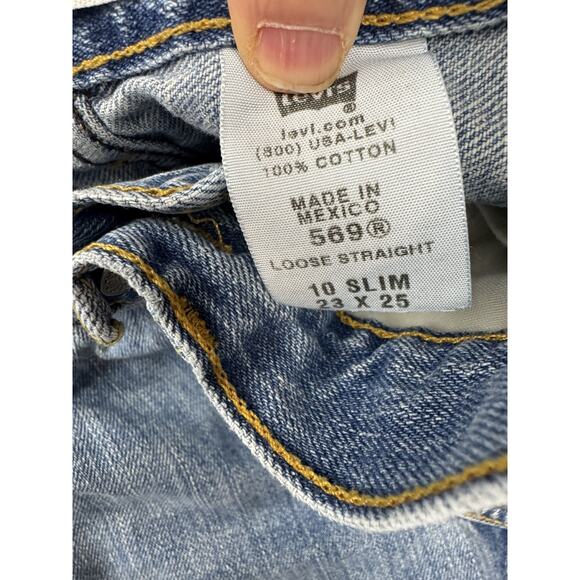 Levi's
®
levi.com
(800) USA-LEVI
100% COTTON
MADE IN
MEXICO
569®
LOOSE STRAIGHT
10 SLIM
23 X 25